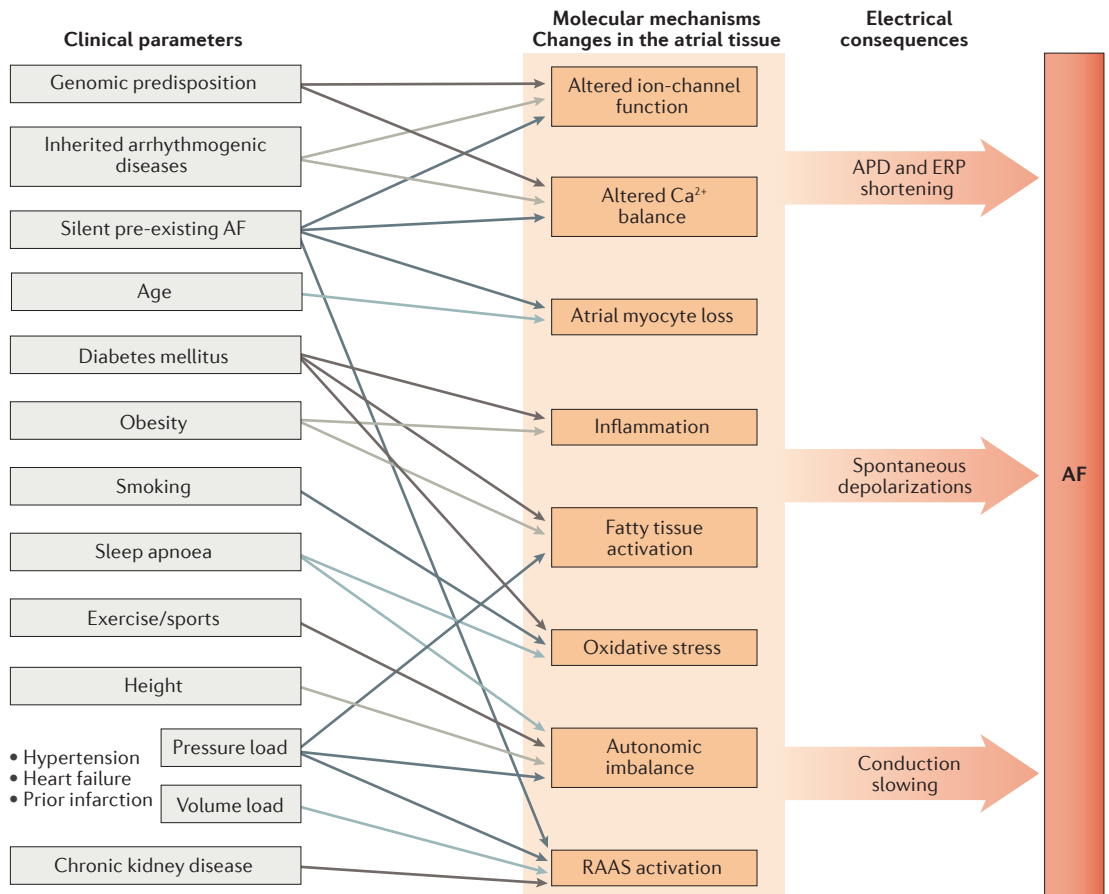 Clinical parameters
Molecular mechanisms
Changes in the atrial tissue
Electrical
consequences
Genomic predisposition
Inherited arrhythmogenic
diseases
Silent pre-existing AF
Age
Diabetes mellitus
Obesity
Smoking
Sleep apnoea
Exercise/sports
Height
• Hypertension
• Heart failure
• Prior infarction
Pressure load
Volume load
Chronic kidney disease
Altered ion-channel
function
Altered Ca²⁺
balance
Atrial myocyte loss
Inflammation
Fatty tissue
activation
Oxidative stress
Autonomic
imbalance
RAAS activation
APD and ERP
shortening
Spontaneous
depolarizations
Conduction
slowing
AF